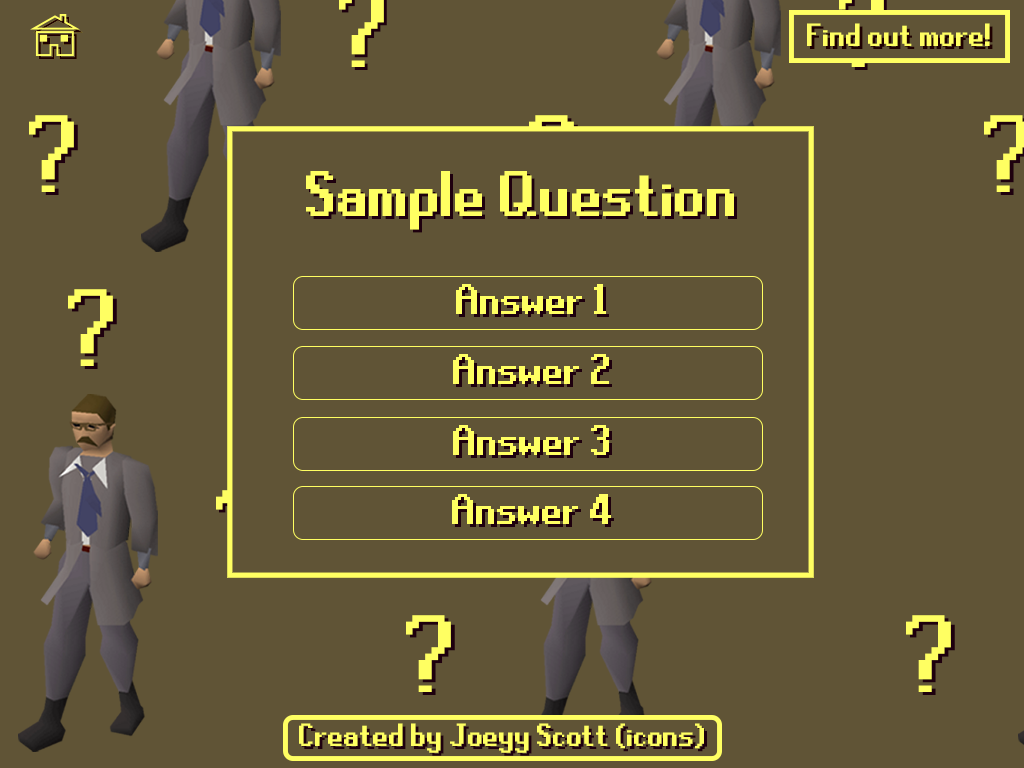 Find out more!
Sample Question
Answer 1
Answer 2
Answer 3
Answer 4
Created by Joeyy Scott (icons)